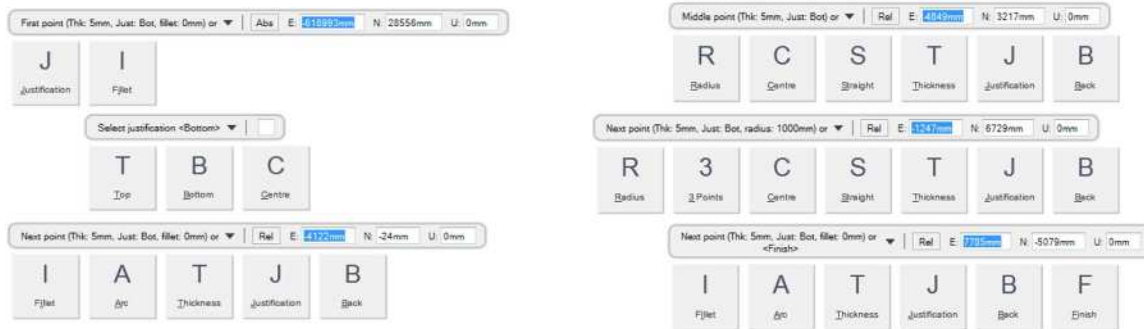 First point (Thk: 5mm, Just: Bot, fillet: 0mm) or Abs E: -618993mm N: 28556mm U: 0mm
J I
Justification Fillet
Select justification <Bottom>
T B C
Top Bottom Centre
Next point (Thk: 5mm, Just: Bot, fillet: 0mm) or Rel E: -4122mm N: -24mm U: 0mm
I A T J B
Fillet Arc Thickness Justification Back
Middle point (Thk: 5mm, Just: Bot) or Rel E: -4849mm N: 3217mm U: 0mm
R C S T J B
Radius Centre Straight Thickness Justification Back
Next point (Thk: 5mm, Just: Bot, radius: 1000mm) or Rel E: -1247mm N: 6729mm U: 0mm
R 3 C S T J B
Radius 3 Points Centre Straight Thickness Justification Back
Next point (Thk: 5mm, Just: Bot, fillet: 0mm) or Rel E: 7785mm N: -5079mm U: 0mm
<Finish>
I A T J B F
Fillet Arc Thickness Justification Back Finish